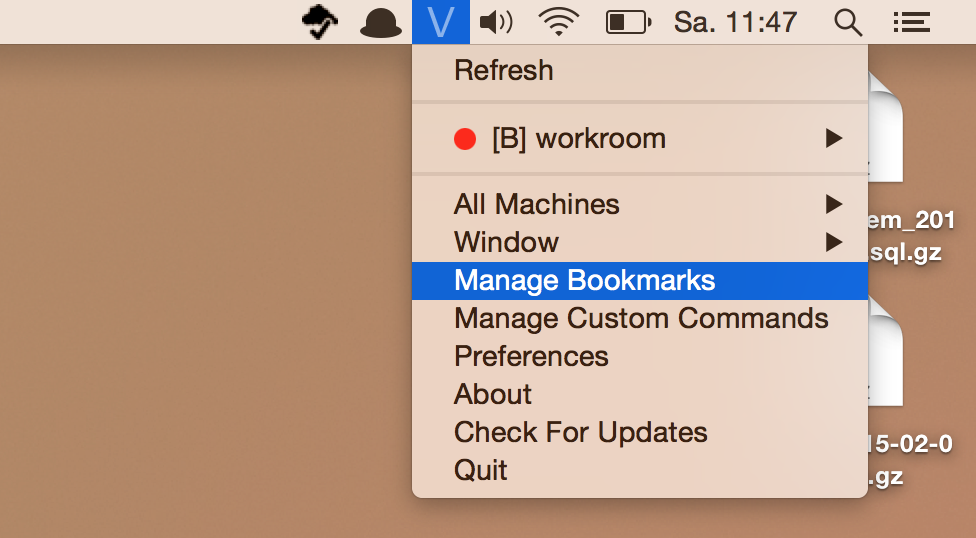 V
Sa. 11:47
Refresh
[B] workroom
All Machines
Window
Manage Bookmarks
Manage Custom Commands
Preferences
About
Check For Updates
Quit
em_201
.sql.gz
15-02-0
.gz